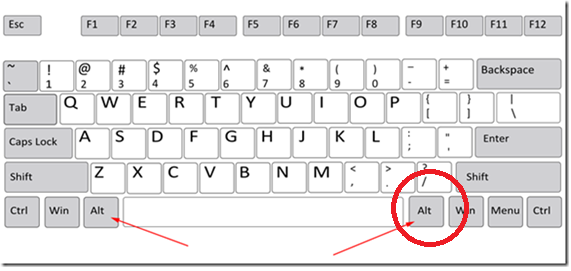 Esc F1 F2 F3 F4 F5 F6 F7 F8 F9 F10 F11 F12
~ ! @ # $ % ^ & * ( ) _ + Backspace
` 1 2 3 4 5 6 7 8 9 0 - =
Tab Q W E R T Y U I O P { } |
[ ] \
Caps Lock A S D F G H J K L : " Enter
; '
Shift Z X C V B N M < > ? Shift
, . /
Ctrl Win Alt Alt Win Menu Ctrl